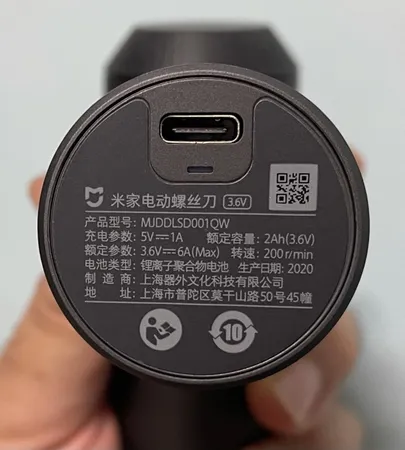 米家电动螺丝刀 3.6V
产品型号: MJDDLSD001QW
充电参数: 5V⎓1A 额定容量: 2Ah(3.6V)
额定参数: 3.6V⎓6A(Max) 转速: 200r/min
电池类型: 锂离子聚合物电池 生产日期: 2020
制造商: 上海器外文化科技有限公司
地址: 上海市普陀区莫干山路50号45幢
10